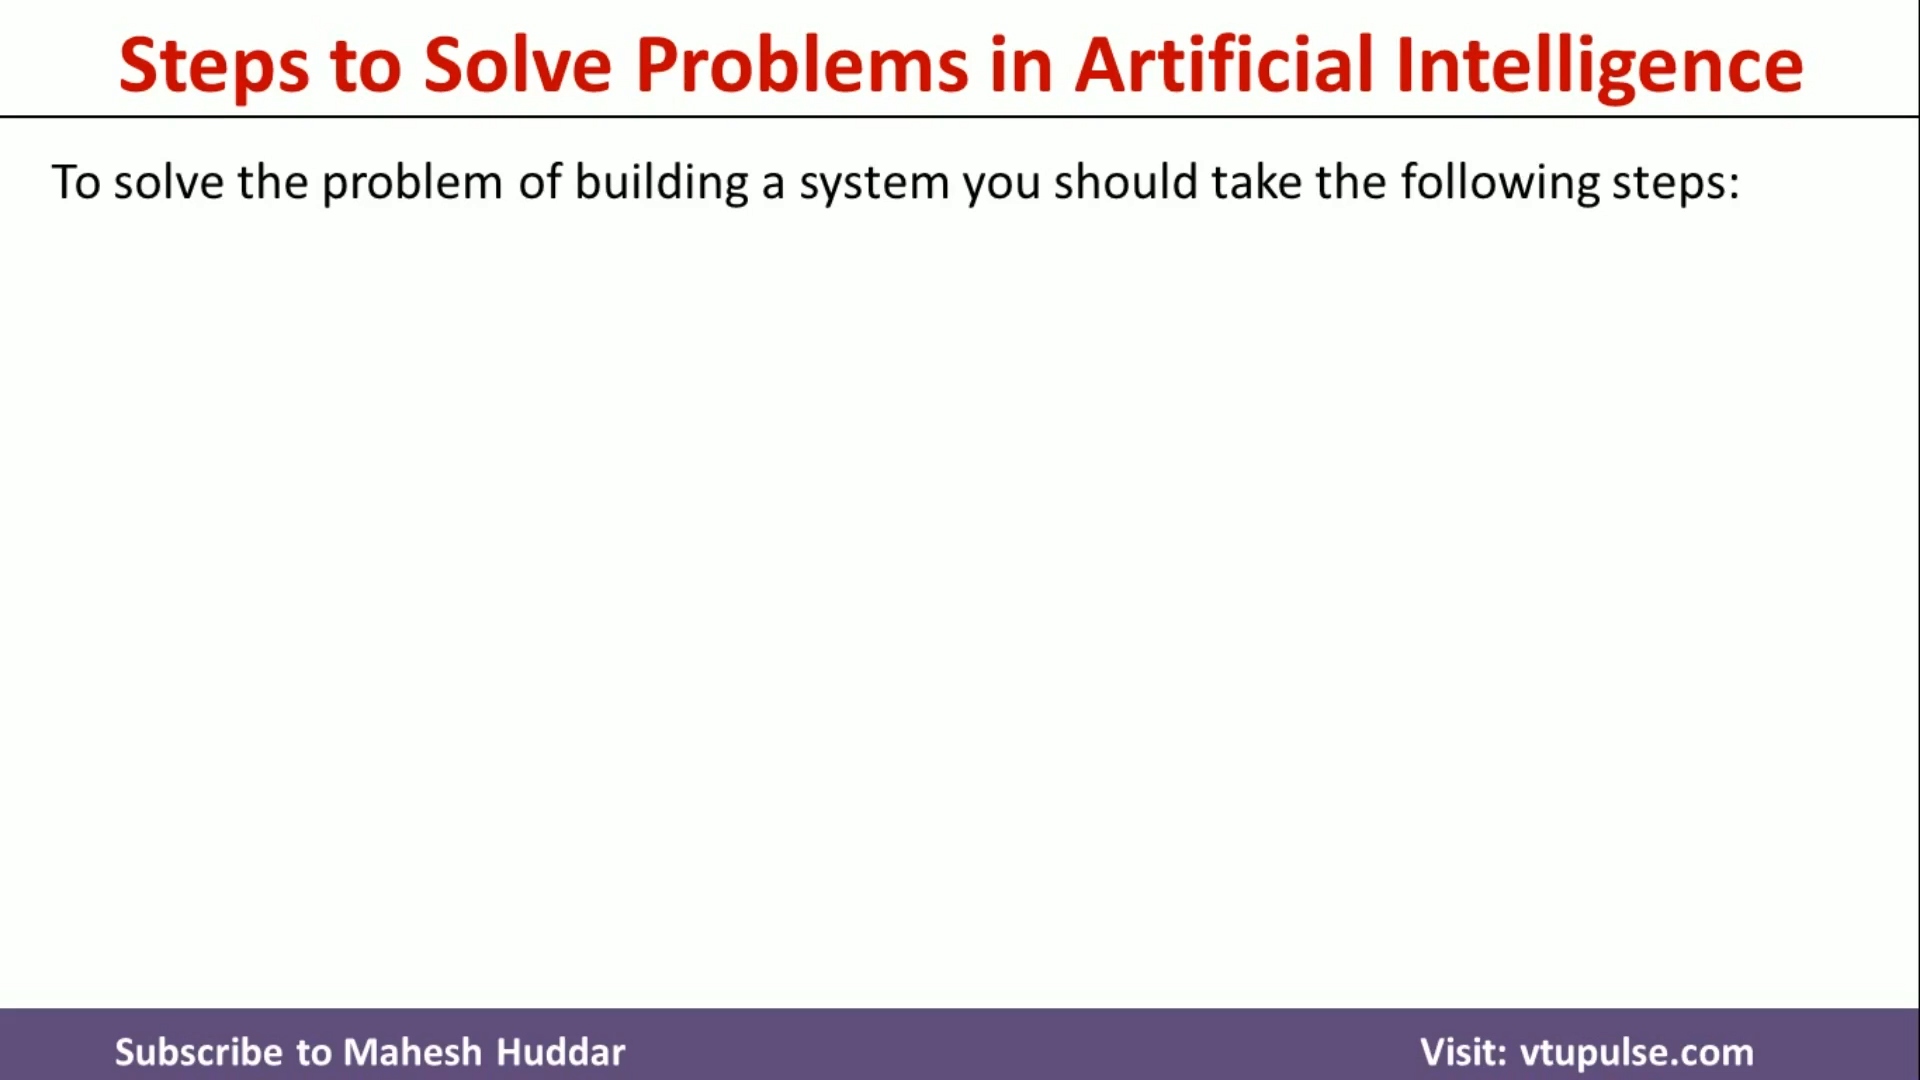 Steps to Solve Problems in Artificial Intelligence
To solve the problem of building a system you should take the following steps:
Subscribe to Mahesh Huddar
Visit: vtupulse.com